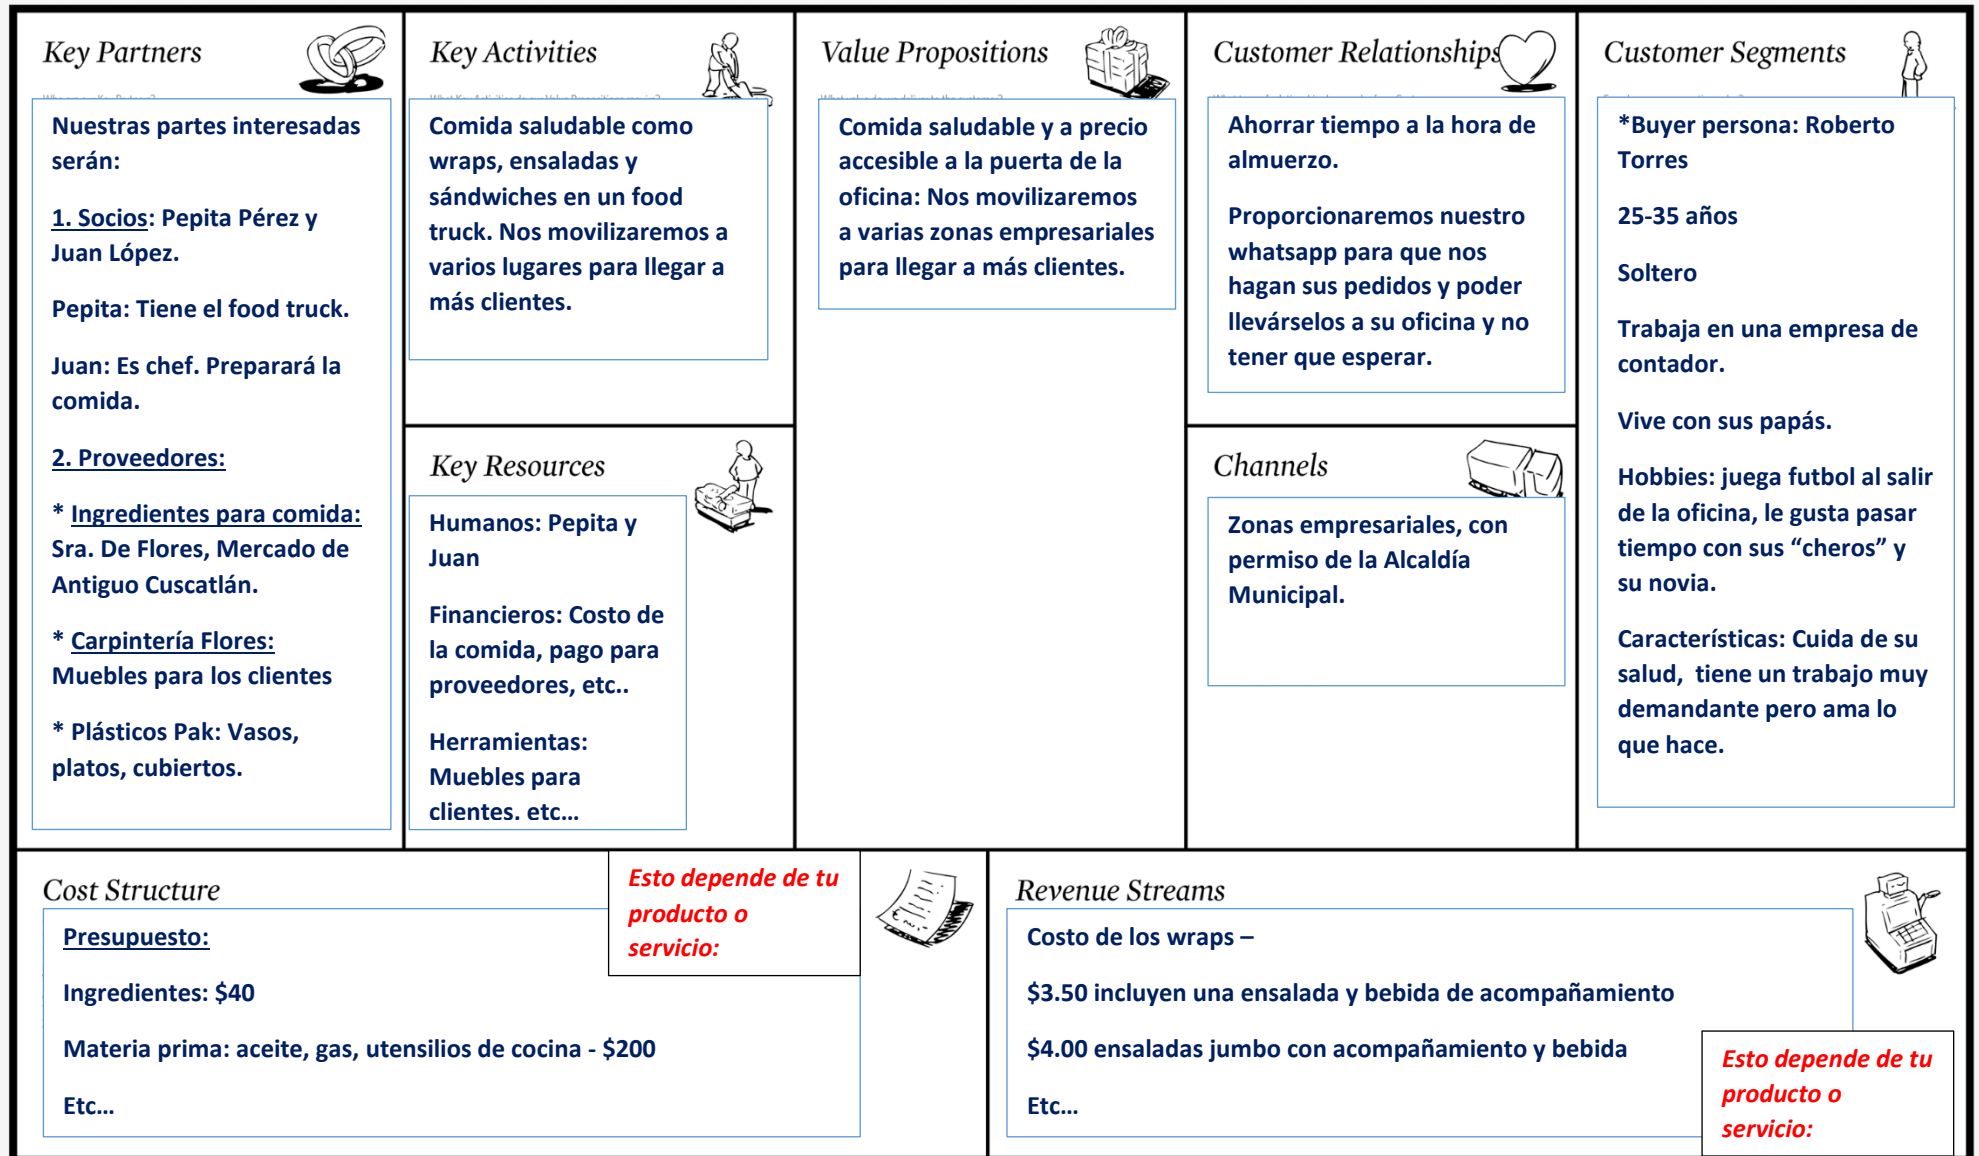 Key Partners
Nuestras partes interesadas
serán:
1. Socios: Pepita Pérez y
Juan López.
Pepita: Tiene el food truck.
Juan: Es chef. Preparará la
comida.
2. Proveedores:
* Ingredientes para comida:
Sra. De Flores, Mercado de
Antiguo Cuscatlán.
* Carpintería Flores:
Muebles para los clientes
* Plásticos Pak: Vasos,
platos, cubiertos.
Key Activities
Comida saludable como
wraps, ensaladas y
sándwiches en un food
truck. Nos movilizaremos a
varios lugares para llegar a
más clientes.
Key Resources
Humanos: Pepita y
Juan
Financieros: Costo de
la comida, pago para
proveedores, etc..
Herramientas:
Muebles para
clientes. etc...
Value Propositions
Comida saludable y a precio
accesible a la puerta de la
oficina: Nos movilizaremos
a varias zonas empresariales
para llegar a más clientes.
Customer Relationships
Ahorrar tiempo a la hora de
almuerzo.
Proporcionaremos nuestro
whatsapp para que nos
hagan sus pedidos y poder
llevárselos a su oficina y no
tener que esperar.
Channels
Zonas empresariales, con
permiso de la Alcaldía
Municipal.
Customer Segments
*Buyer persona: Roberto
Torres
25-35 años
Soltero
Trabaja en una empresa de
contador.
Vive con sus papás.
Hobbies: juega futbol al salir
de la oficina, le gusta pasar
tiempo con sus “cheros” y
su novia.
Características: Cuida de su
salud, tiene un trabajo muy
demandante pero ama lo
que hace.
Cost Structure
Esto depende de tu
producto o
servicio:
Presupuesto:
Ingredientes: $40
Materia prima: aceite, gas, utensilios de cocina - $200
Etc...
Revenue Streams
Costo de los wraps –
$3.50 incluyen una ensalada y bebida de acompañamiento
$4.00 ensaladas jumbo con acompañamiento y bebida
Etc...
Esto depende de tu
producto o
servicio: